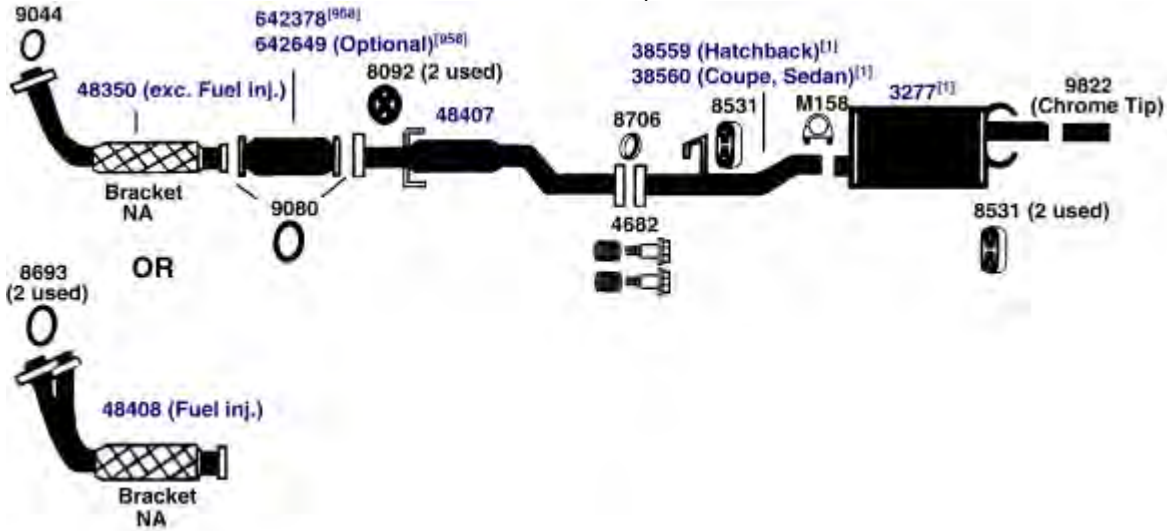 9044
642378[958]
642649 (Optional)[958]
8092 (2 used)
48350 (exc. Fuel inj.)
48407
38559 (Hatchback)[1]
38560 (Coupe, Sedan)[1]
8706
8531
M158
3277[1]
9822
(Chrome Tip)
Bracket
NA
9080
4682
8531 (2 used)
OR
8693
(2 used)
48408 (Fuel inj.)
Bracket
NA